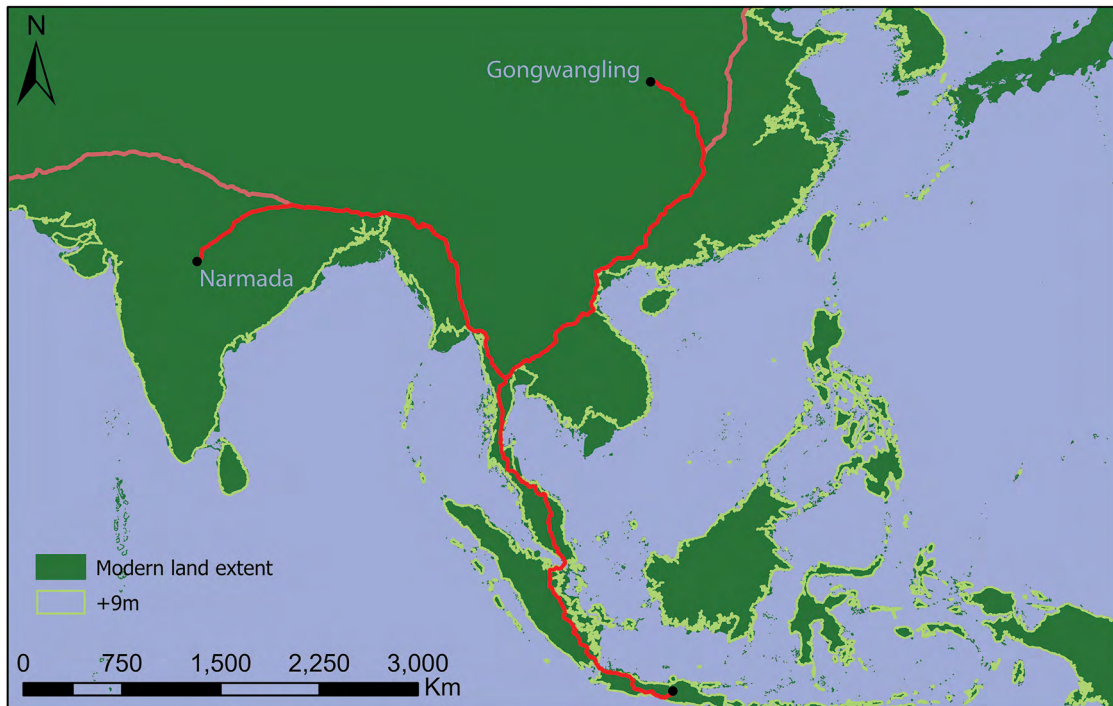 N
Gongwangling
Narmada
Modern land extent
+9m
0 750 1,500 2,250 3,000
Km